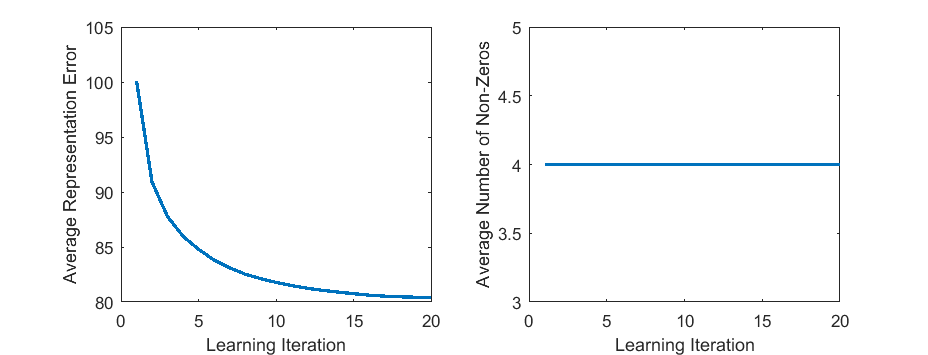 Average Representation Error
105
100
95
90
85
80
0 5 10 15 20
Learning Iteration
Average Number of Non-Zeros
5
4.5
4
3.5
3
0 5 10 15 20
Learning Iteration